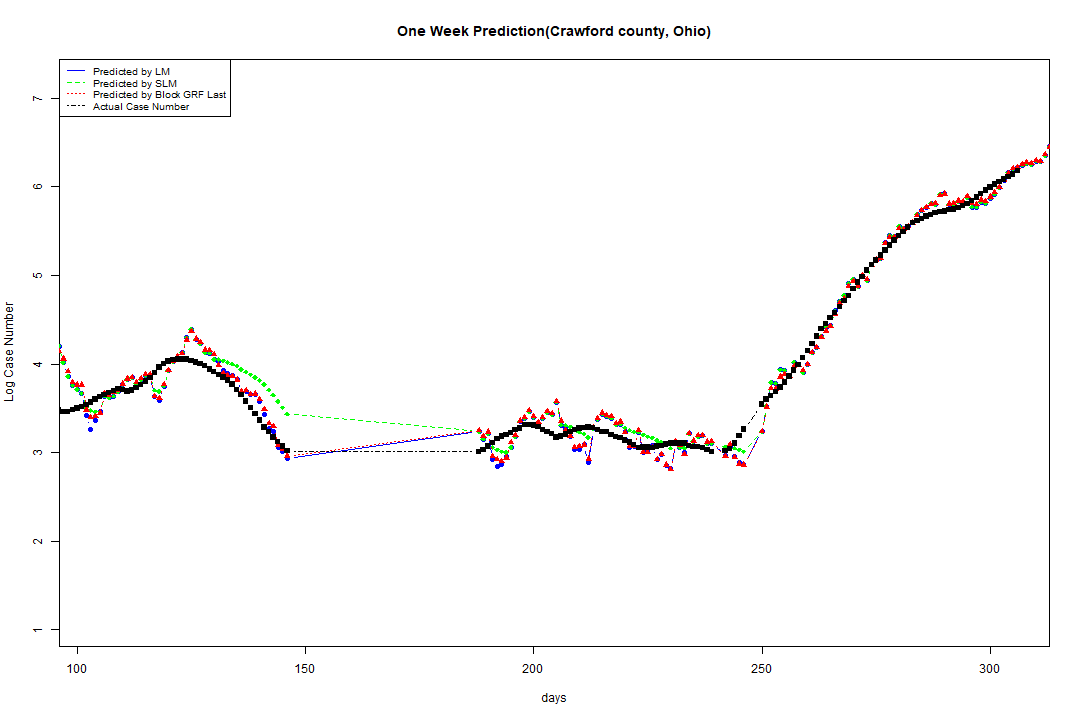 One Week Prediction(Crawford county, Ohio)
Predicted by LM
Predicted by SLM
Predicted by Block GRF Last
Actual Case Number
Log Case Number
7
6
5
4
3
2
1
100 150 200 250 300
days